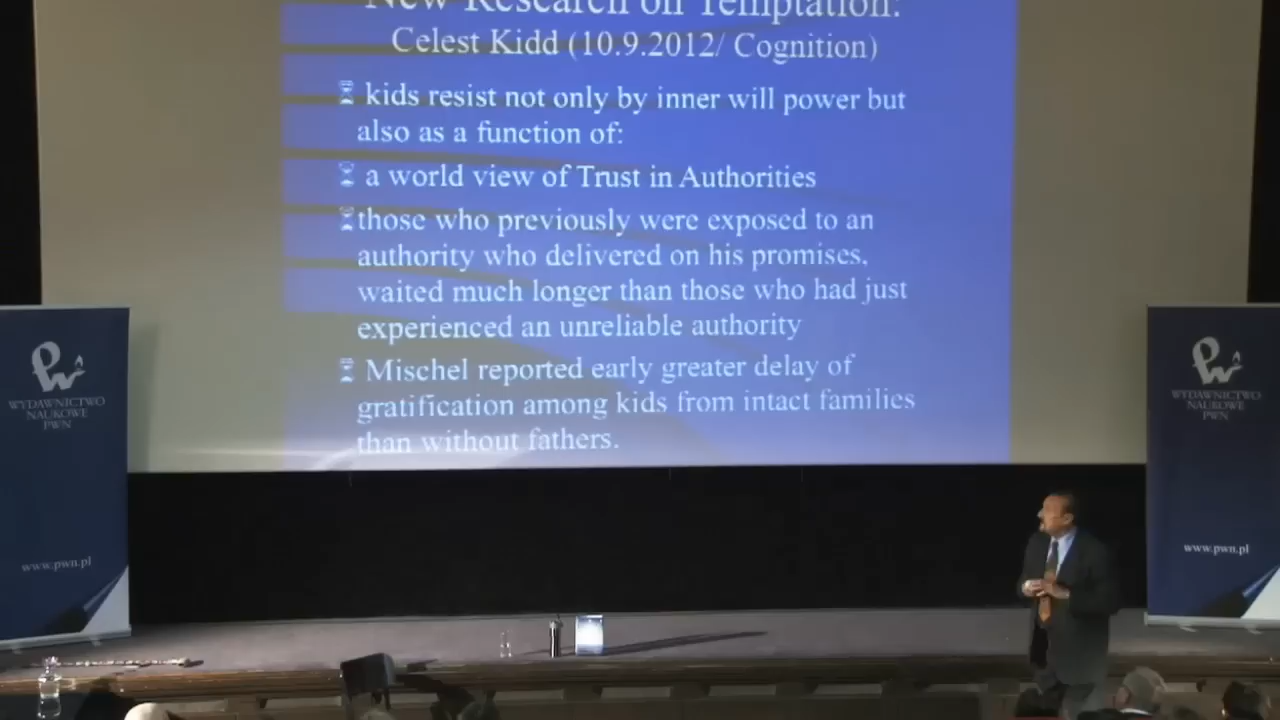 New Research on Temptation:
Celest Kidd (10.9.2012/ Cognition)
kids resist not only by inner will power but
also as a function of:
a world view of Trust in Authorities
those who previously were exposed to an
authority who delivered on his promises,
waited much longer than those who had just
experienced an unreliable authority
Mischel reported early greater delay of
gratification among kids from intact families
than without fathers.
WYDAWNICTWO
NAUKOWE
PWN
www.pwn.pl
WYDAWNICTWO
NAUKOWE
PWN
www.pwn.pl